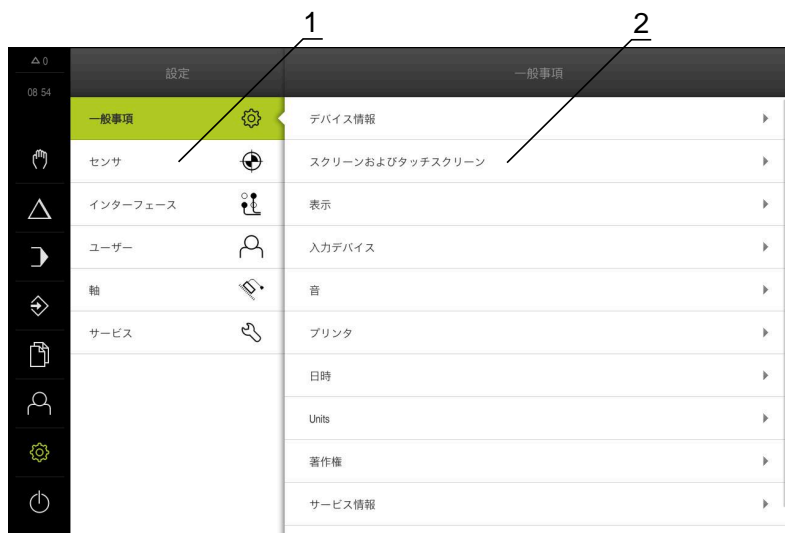 1
2
△ 0
設定
一般事項
08 54
一般事項
デバイス情報
センサ
スクリーンおよびタッチスクリーン
インターフェース
表示
ユーザー
入力デバイス
軸
音
サービス
プリンタ
日時
Units
著作権
サービス情報